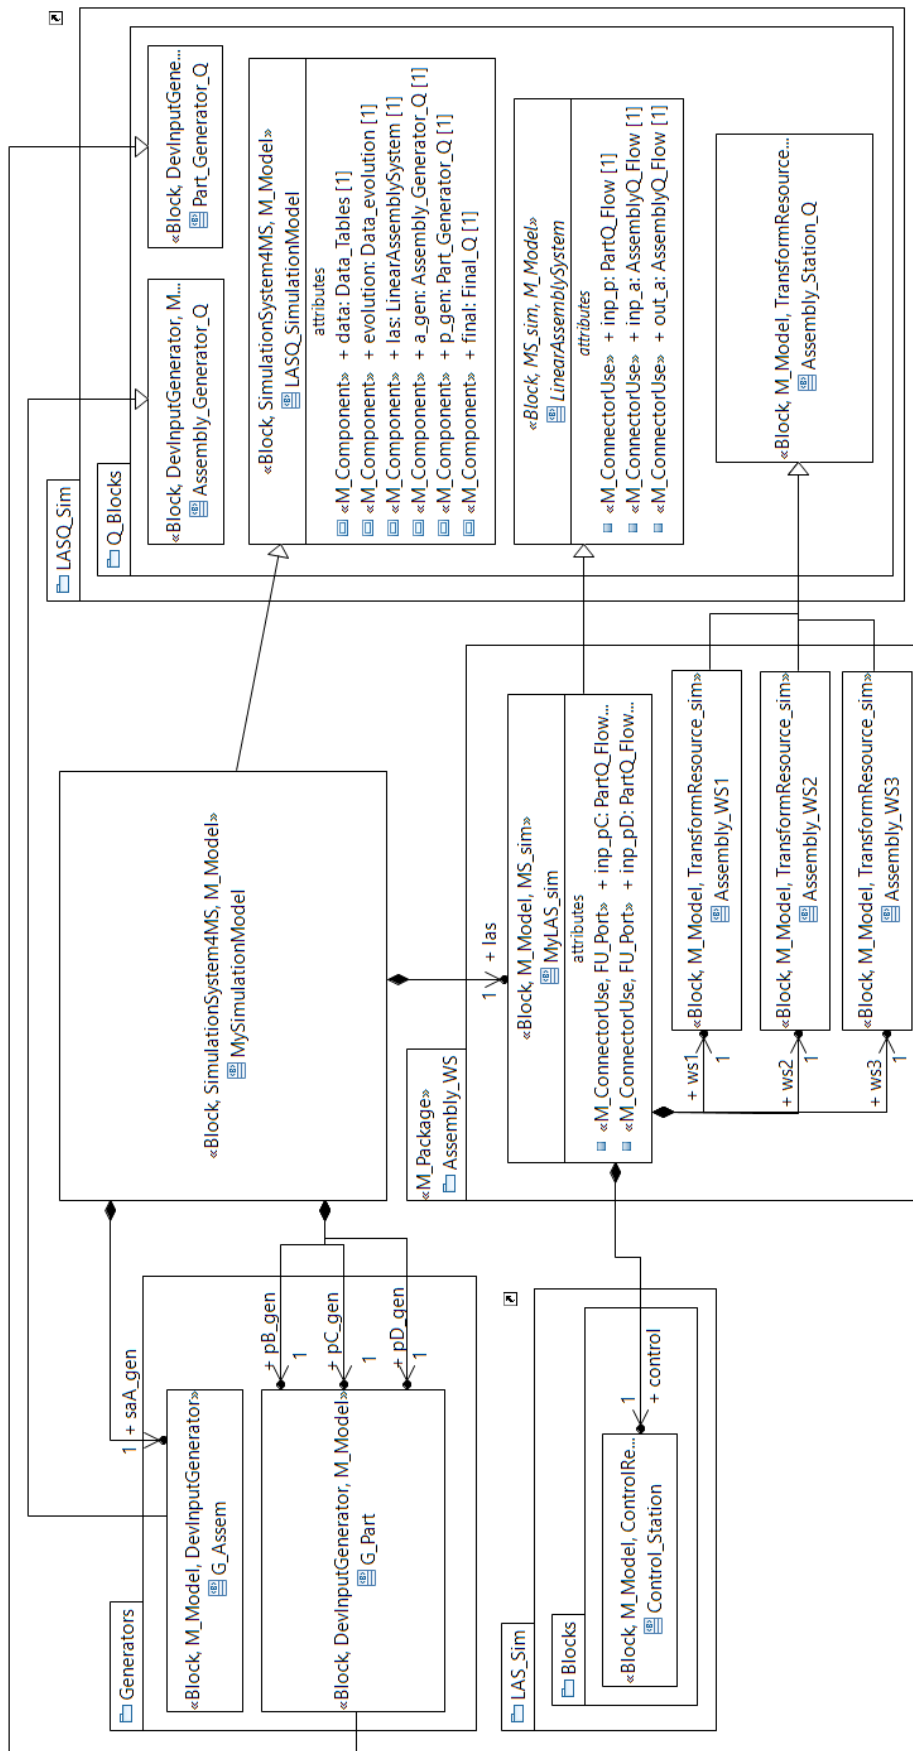 Generators
«Block, M_Model, DevInputGenerator»
G_Assem
1
+ saA_gen
«Block, DevInputGenerator, M_Model»
G_Part
+ pB_gen
1
+ pC_gen
1
+ pD_gen
1
LAS_Sim
Blocks
«Block, M_Model, ControlRe...
Control_Station
1
+ control
«Block, SimulationSystem4MS, M_Model»
MySimulationModel
1
+ las
«M_Package»
Assembly_WS
«Block, M_Model, MS_sim»
MyLAS_sim
attributes
«M_ConnectorUse, FU_Port» + inp_pC: PartQ_Flow...
«M_ConnectorUse, FU_Port» + inp_pD: PartQ_Flow...
+ ws1
1
«Block, M_Model, TransformResource_sim»
Assembly_WS1
+ ws2
1
«Block, M_Model, TransformResource_sim»
Assembly_WS2
+ ws3
1
«Block, M_Model, TransformResource_sim»
Assembly_WS3
LASQ_Sim
Q_Blocks
«Block, DevInputGenerator, M...
Assembly_Generator_Q
«Block, DevInputGene...
Part_Generator_Q
«Block, SimulationSystem4MS, M_Model»
LASQ_SimulationModel
attributes
«M_Component» + data: Data_Tables [1]
«M_Component» + evolution: Data_evolution [1]
«M_Component» + las: LinearAssemblySystem [1]
«M_Component» + a_gen: Assembly_Generator_Q [1]
«M_Component» + p_gen: Part_Generator_Q [1]
«M_Component» + final: Final_Q [1]
«Block, MS_sim, M_Model»
LinearAssemblySystem
attributes
«M_ConnectorUse» + inp_p: PartQ_Flow [1]
«M_ConnectorUse» + inp_a: AssemblyQ_Flow [1]
«M_ConnectorUse» + out_a: AssemblyQ_Flow [1]
«Block, M_Model, TransformResource...
Assembly_Station_Q